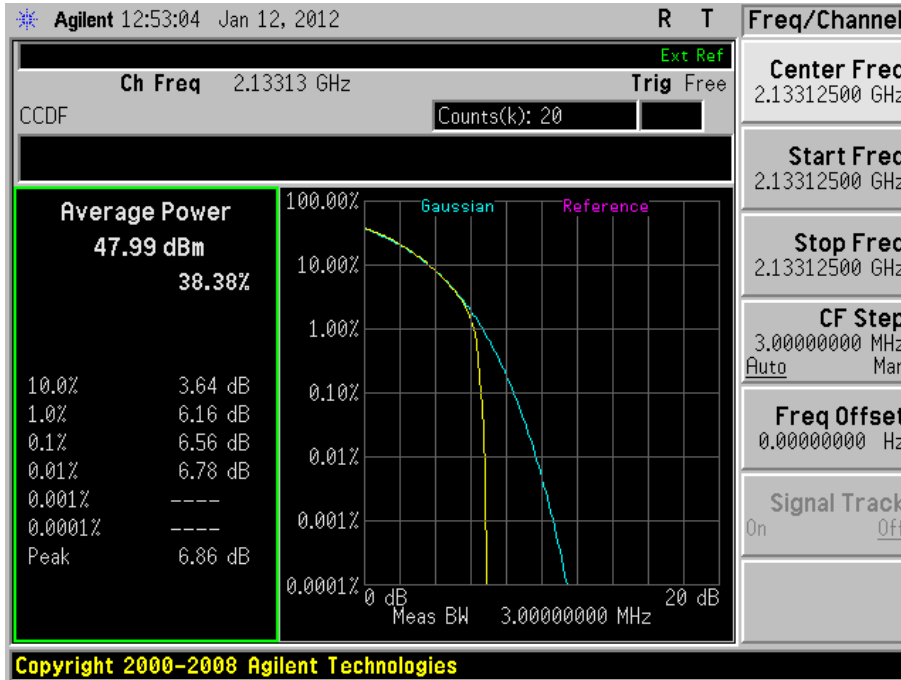 Agilent 12:53:04 Jan 12, 2012 R T
Freq/Channel
Ext Ref
Ch Freq 2.13313 GHz Trig Free
CCDF Counts(k): 20
Average Power
47.99 dBm
38.38%
10.0% 3.64 dB
1.0% 6.16 dB
0.1% 6.56 dB
0.01% 6.78 dB
0.001% ----
0.0001% ----
Peak 6.86 dB
Gaussian Reference
100.00%
10.00%
1.00%
0.10%
0.01%
0.001%
0.0001%
0 dB 20 dB
Meas BW 3.00000000 MHz
Center Freq
2.13312500 GHz
Start Freq
2.13312500 GHz
Stop Freq
2.13312500 GHz
CF Step
3.00000000 MHz
Auto Man
Freq Offset
0.00000000 Hz
Signal Track
On Off
Copyright 2000-2008 Agilent Technologies